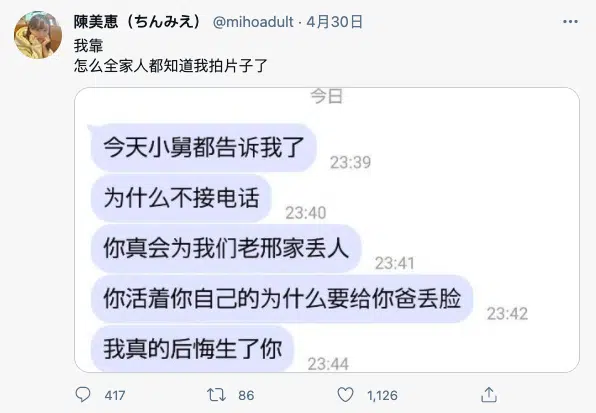 陳美惠（ちんみえ） @mihoadult · 4月30日
我靠
怎么全家人都知道我拍片子了
今日
今天小舅都告诉我了 23:39
为什么不接电话 23:40
你真会为我们老邢家丢人 23:41
你活着你自己的为什么要给你爸丢脸 23:42
我真的后悔生了你 23:44
417 86 1,126